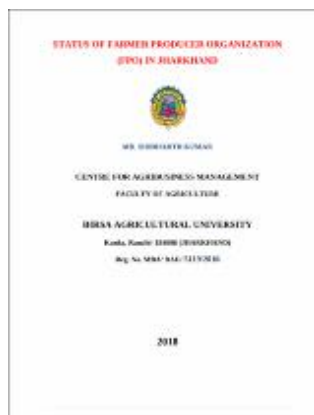 STATUS OF FARMER PRODUCER ORGANIZATION
(FPO) IN JHARKHAND
MR. SIDDHARTH KUMAR
CENTRE FOR AGRIBUSINESS MANAGEMENT
FACULTY OF AGRICULTURE
BIRSA AGRICULTURAL UNIVERSITY
Kanke, Ranchi- (JHARKHAND)
Reg. No.
2018